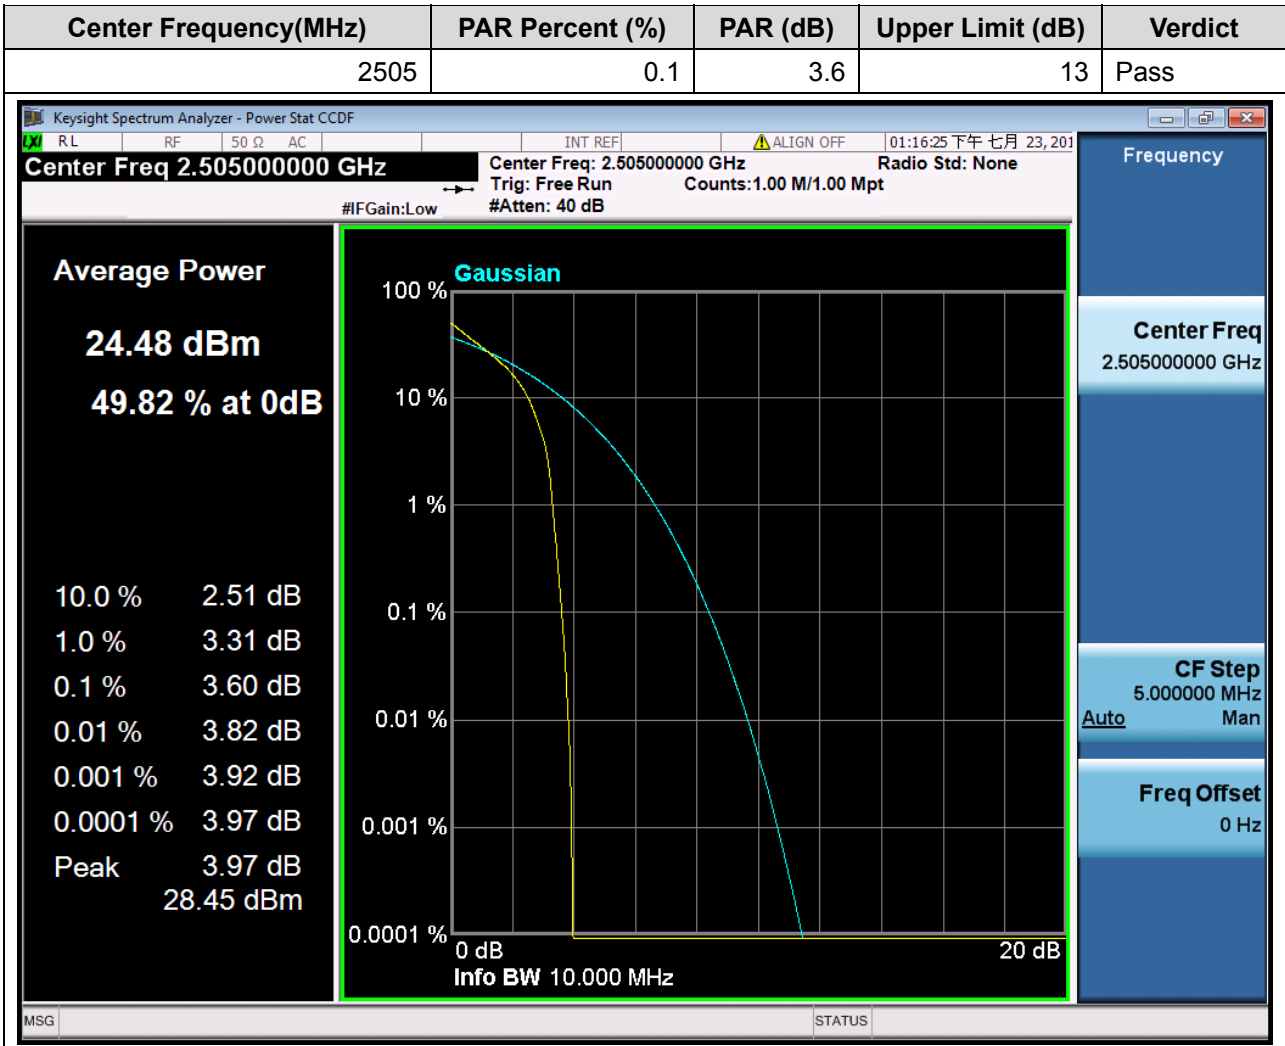 Center Frequency(MHz) PAR Percent (%) PAR (dB) Upper Limit (dB) Verdict
2505 0.1 3.6 13 Pass
Keysight Spectrum Analyzer - Power Stat CCDF
LXI RL RF 50 Ω AC INT REF ALIGN OFF 01:16:25 下午 七月 23, 201
Center Freq 2.505000000 GHz
Center Freq: 2.505000000 GHz Radio Std: None
Trig: Free Run Counts:1.00 M/1.00 Mpt
#IFGain:Low #Atten: 40 dB
Frequency
Average Power
24.48 dBm
49.82 % at 0dB
10.0 % 2.51 dB
1.0 % 3.31 dB
0.1 % 3.60 dB
0.01 % 3.82 dB
0.001 % 3.92 dB
0.0001 % 3.97 dB
Peak 3.97 dB
28.45 dBm
Gaussian
100 %
10 %
1 %
0.1 %
0.01 %
0.001 %
0.0001 %
0 dB 20 dB
Info BW 10.000 MHz
Center Freq
2.505000000 GHz
CF Step
5.000000 MHz
Auto Man
Freq Offset
0 Hz
MSG STATUS